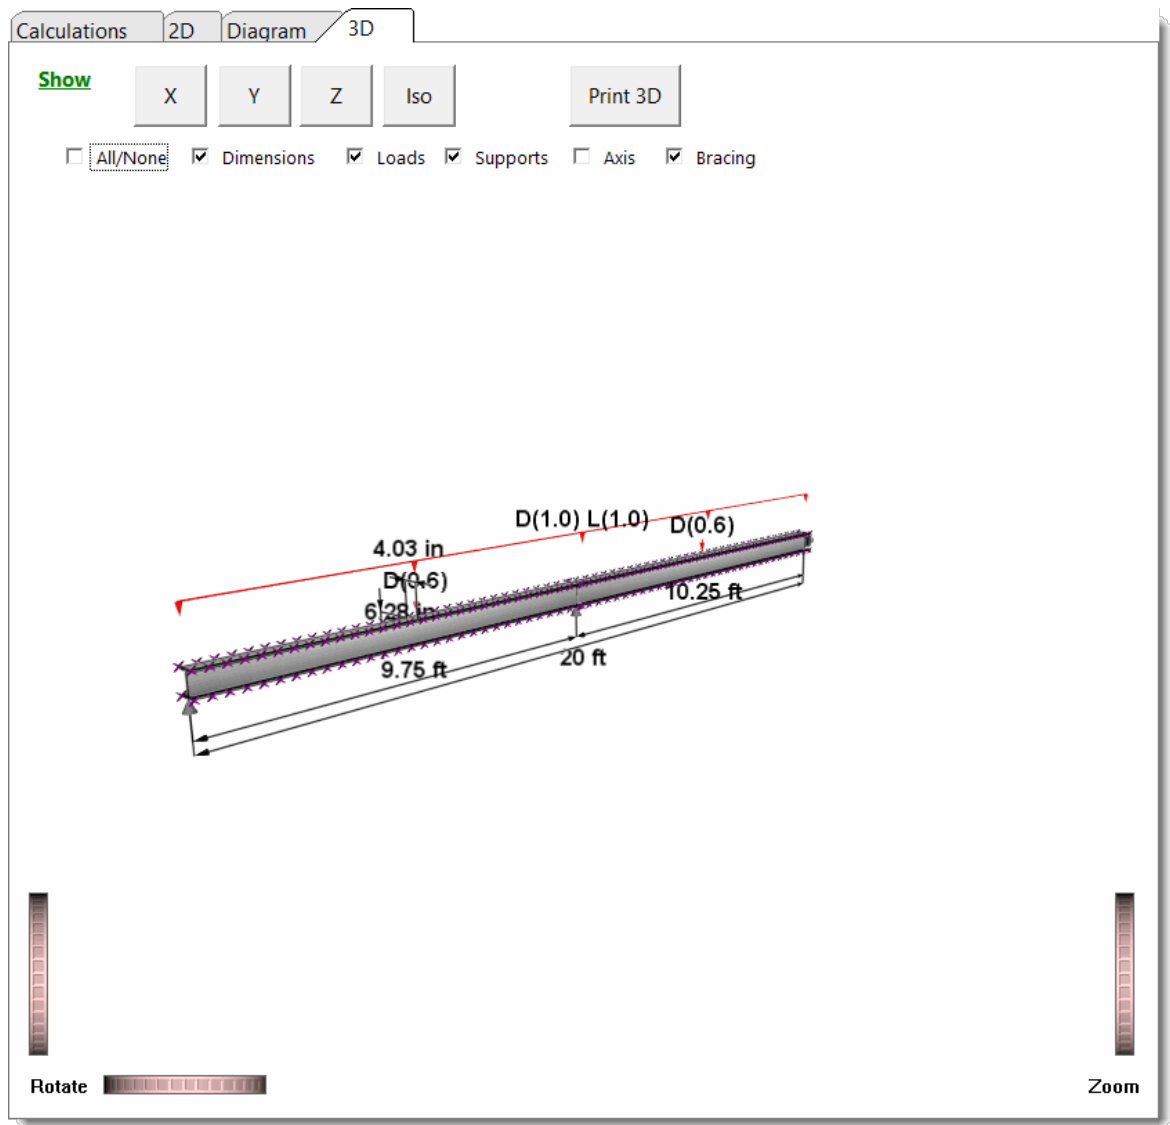 Calculations 2D Diagram 3D
Show X Y Z Iso Print 3D
All/None Dimensions Loads Supports Axis Bracing
D(1.0) L(1.0) D(0.6)
4.03 in
D(0.6)
6.28 in
10.25 ft
20 ft
9.75 ft
Rotate Zoom